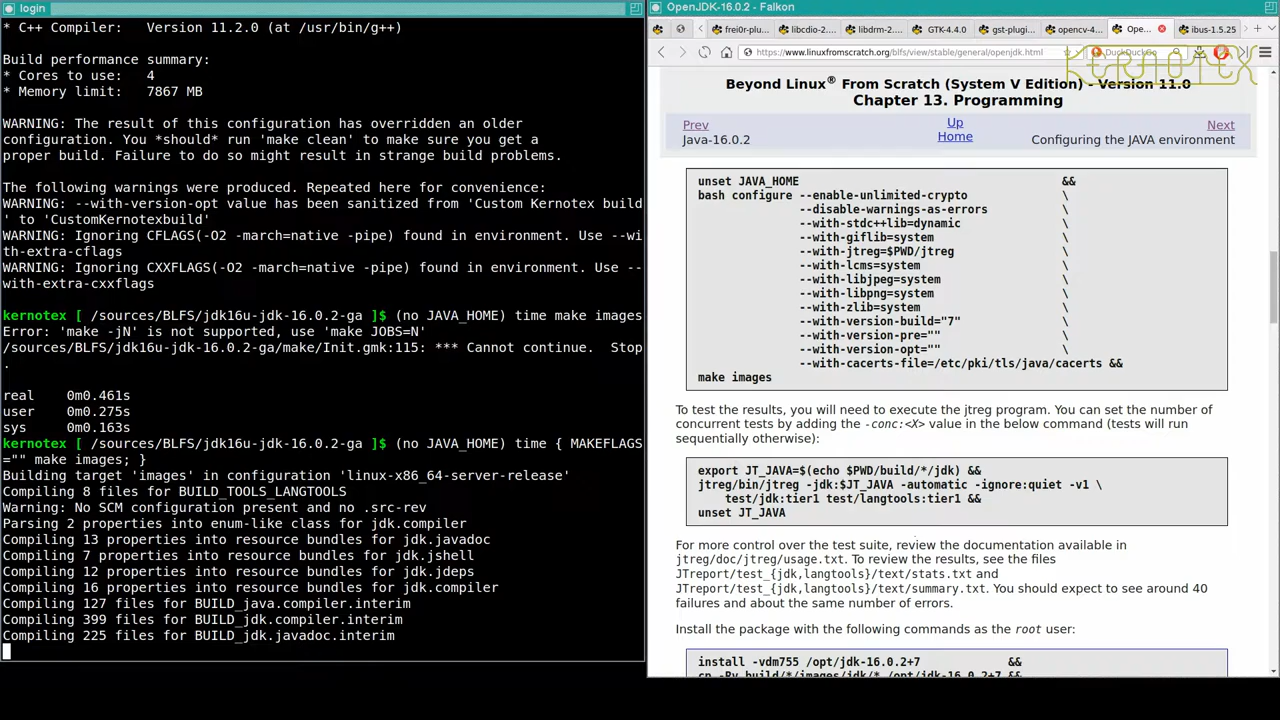 login
* C++ Compiler:   Version 11.2.0 (at /usr/bin/g++)
Build performance summary:
* Cores to use:   4
* Memory limit:   7867 MB
WARNING: The result of this configuration has overridden an older
configuration. You *should* run 'make clean' to make sure you get a
proper build. Failure to do so might result in strange build problems.
The following warnings were produced. Repeated here for convenience:
WARNING: --with-version-opt value has been sanitized from 'Custom Kernotex build
' to 'CustomKernotexbuild'
WARNING: Ignoring CFLAGS(-O2 -march=native -pipe) found in environment. Use --wi
th-extra-cflags
WARNING: Ignoring CXXFLAGS(-O2 -march=native -pipe) found in environment. Use --
with-extra-cxxflags
kernotex [ /sources/BLFS/jdk16u-jdk-16.0.2-ga ]$ (no JAVA_HOME) time make images
Error: 'make -jN' is not supported, use 'make JOBS=N'
/sources/BLFS/jdk16u-jdk-16.0.2-ga/make/Init.gmk:115: *** Cannot continue.  Stop
.
real    0m0.461s
user    0m0.275s
sys     0m0.163s
kernotex [ /sources/BLFS/jdk16u-jdk-16.0.2-ga ]$ (no JAVA_HOME) time { MAKEFLAGS
="" make images; }
Building target 'images' in configuration 'linux-x86_64-server-release'
Compiling 8 files for BUILD_TOOLS_LANGTOOLS
Warning: No SCM configuration present and no .src-rev
Parsing 2 properties into enum-like class for jdk.compiler
Compiling 13 properties into resource bundles for jdk.javadoc
Compiling 7 properties into resource bundles for jdk.jshell
Compiling 12 properties into resource bundles for jdk.jdeps
Compiling 16 properties into resource bundles for jdk.compiler
Compiling 127 files for BUILD_java.compiler.interim
Compiling 399 files for BUILD_jdk.compiler.interim
Compiling 225 files for BUILD_jdk.javadoc.interim
OpenJDK-16.0.2 - Falkon
frei0r-plu... libcdio-2.... libdrm-2.... GTK-4.4.0 gst-plugin... opencv-4... Ope... ibus-1.5.25
https://www.linuxfromscratch.org/blfs/view/stable/general/openjdk.html DuckDuckGo
KERNOTEX
Beyond Linux® From Scratch (System V Edition) - Version 11.0
Chapter 13. Programming
Prev Up Next
Java-16.0.2 Home Configuring the JAVA environment
unset JAVA_HOME                                      &&
bash configure --enable-unlimited-crypto             \
--disable-warnings-as-errors          \
--with-stdc++lib=dynamic              \
--with-giflib=system                  \
--with-jtreg=$PWD/jtreg               \
--with-lcms=system                    \
--with-libjpeg=system                 \
--with-libpng=system                  \
--with-zlib=system                    \
--with-version-build="7"              \
--with-version-pre=""                 \
--with-version-opt=""                 \
--with-cacerts-file=/etc/pki/tls/java/cacerts &&
make images
To test the results, you will need to execute the jtreg program. You can set the number of
concurrent tests by adding the -conc:<X> value in the below command (tests will run
sequentially otherwise):
export JT_JAVA=$(echo $PWD/build/*/jdk) &&
jtreg/bin/jtreg -jdk:$JT_JAVA -automatic -ignore:quiet -v1 \
test/jdk:tier1 test/langtools:tier1 &&
unset JT_JAVA
For more control over the test suite, review the documentation available in
jtreg/doc/jtreg/usage.txt. To review the results, see the files
JTreport/test_{jdk,langtools}/text/stats.txt and
JTreport/test_{jdk,langtools}/text/summary.txt. You should expect to see around 40
failures and about the same number of errors.
Install the package with the following commands as the root user:
install -vdm755 /opt/jdk-16.0.2+7             &&
cp -Rv build/*/images/jdk/* /opt/jdk-16.0.2+7 &&